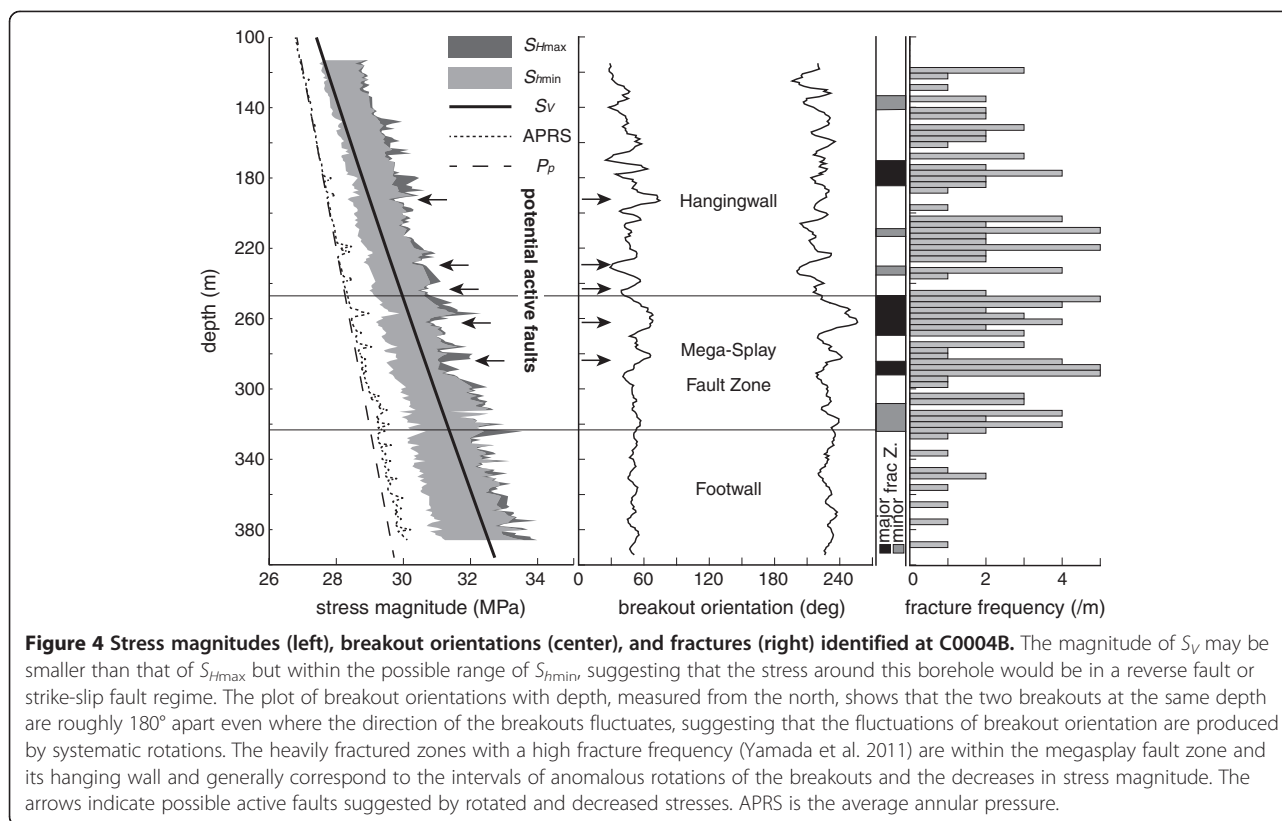 100
140
180
220
260
300
340
380
depth (m)
SHmax
Shmin
SV
APRS
Pp
potential active faults
26 28 30 32 34
stress magnitude (MPa)
Hangingwall
Mega-Splay
Fault Zone
Footwall
0 60 120 180 240
breakout orientation (deg)
major
minor
frac Z.
0 2 4
fracture frequency (/m)
Figure 4 Stress magnitudes (left), breakout orientations (center), and fractures (right) identified at C0004B. The magnitude of SV may be
smaller than that of SHmax but within the possible range of Shmin, suggesting that the stress around this borehole would be in a reverse fault or
strike-slip fault regime. The plot of breakout orientations with depth, measured from the north, shows that the two breakouts at the same depth
are roughly 180° apart even where the direction of the breakouts fluctuates, suggesting that the fluctuations of breakout orientation are produced
by systematic rotations. The heavily fractured zones with a high fracture frequency (Yamada et al. 2011) are within the megasplay fault zone and
its hanging wall and generally correspond to the intervals of anomalous rotations of the breakouts and the decreases in stress magnitude. The
arrows indicate possible active faults suggested by rotated and decreased stresses. APRS is the average annular pressure.